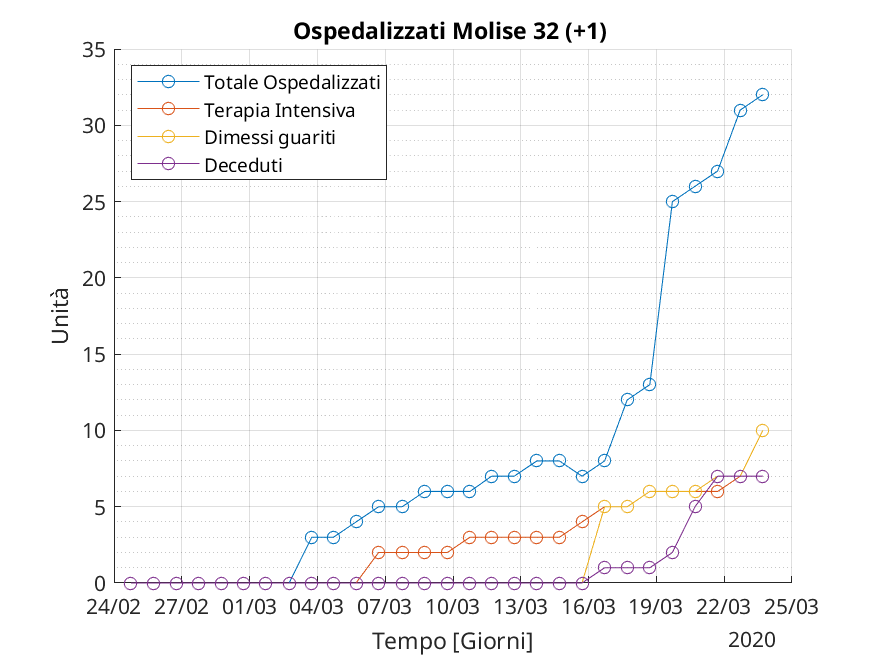 Ospedalizzati Molise 32 (+1)
35
30
25
20
15
10
5
0
Unità
Totale Ospedalizzati
Terapia Intensiva
Dimessi guariti
Deceduti
24/02 27/02 01/03 04/03 07/03 10/03 13/03 16/03 19/03 22/03 25/03
Tempo [Giorni]
2020